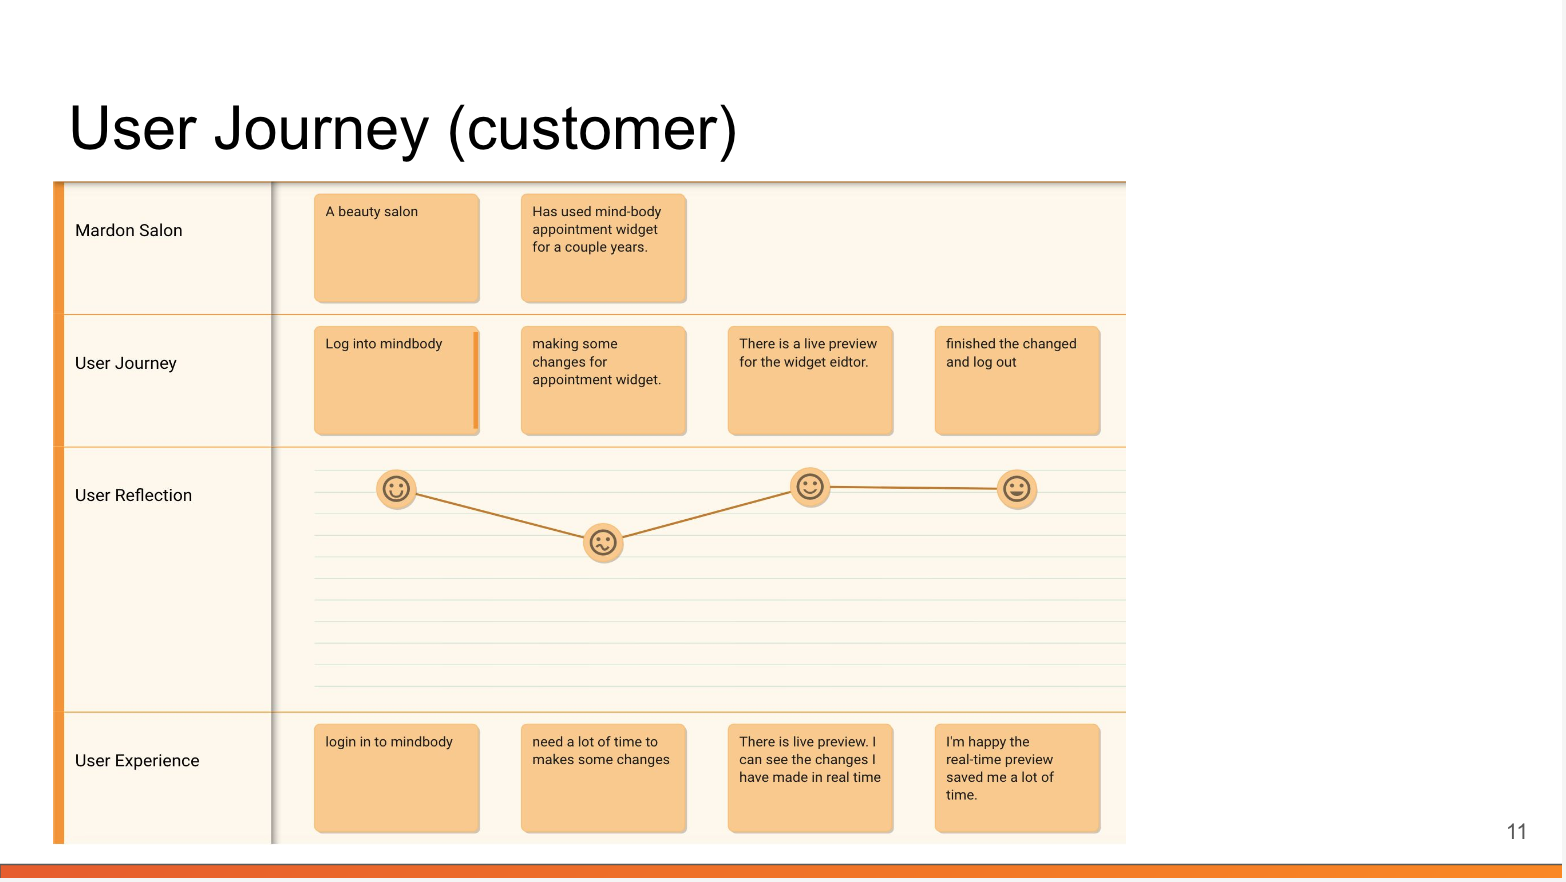 User Journey (customer)
Mardon Salon
A beauty salon
Has used mind-body
appointment widget
for a couple years.
User Journey
Log into mindbody
making some
changes for
appointment widget.
There is a live preview
for the widget eidtor.
finished the changed
and log out
User Reflection
User Experience
login in to mindbody
need a lot of time to
makes some changes
There is live preview. I
can see the changes I
have made in real time
I'm happy the
real-time preview
saved me a lot of
time.
11